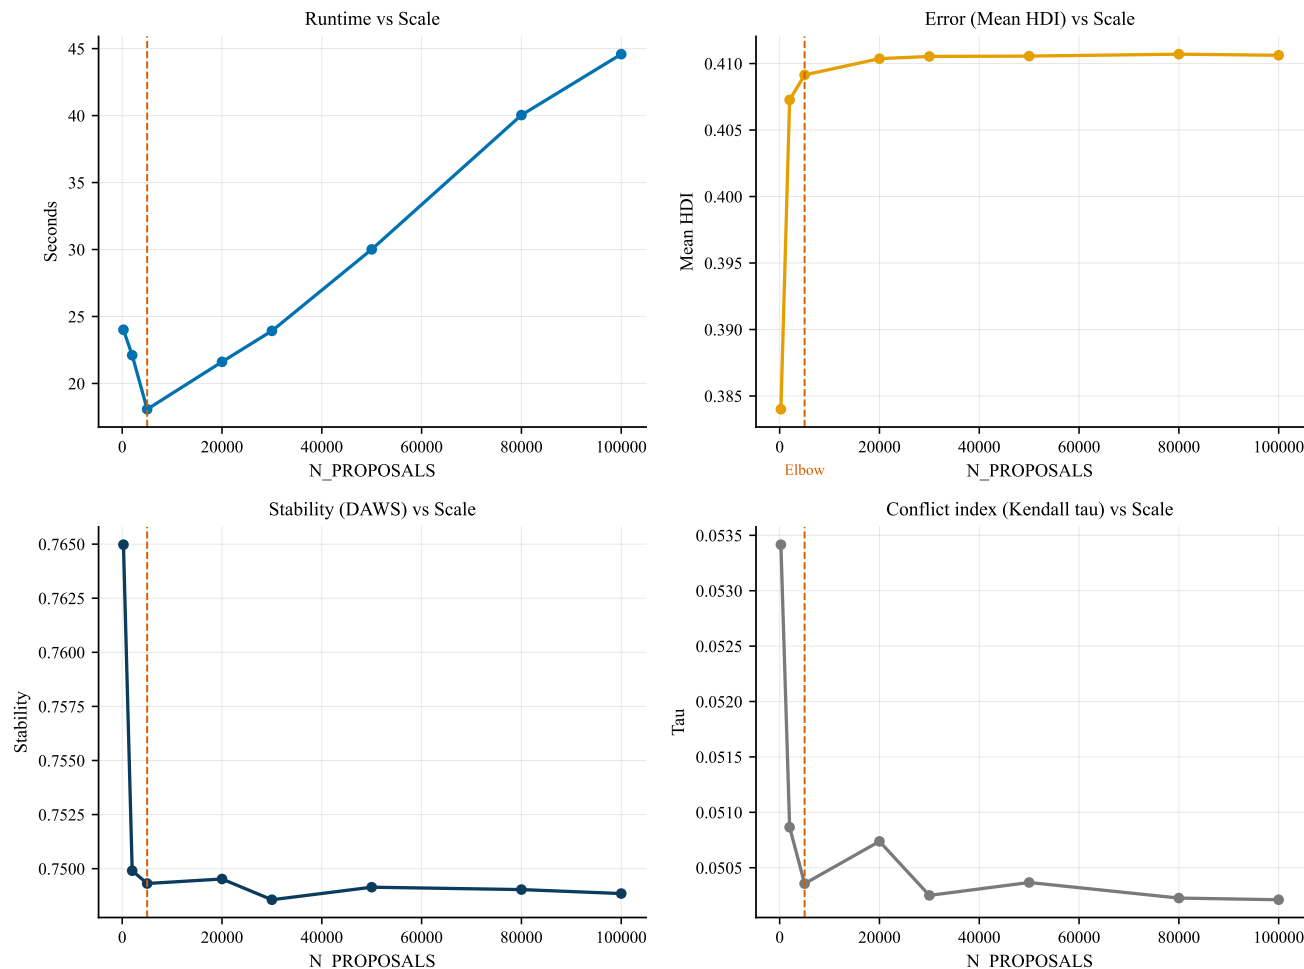 Runtime vs Scale
45
40
35
30
25
20
Seconds
0 20000 40000 60000 80000 100000
N_PROPOSALS
Error (Mean HDI) vs Scale
0.410
0.405
0.400
0.395
0.390
0.385
Mean HDI
0 20000 40000 60000 80000 100000
Elbow
N_PROPOSALS
Stability (DAWS) vs Scale
0.7650
0.7625
0.7600
0.7575
0.7550
0.7525
0.7500
Stability
0 20000 40000 60000 80000 100000
N_PROPOSALS
Conflict index (Kendall tau) vs Scale
0.0535
0.0530
0.0525
0.0520
0.0515
0.0510
0.0505
Tau
0 20000 40000 60000 80000 100000
N_PROPOSALS